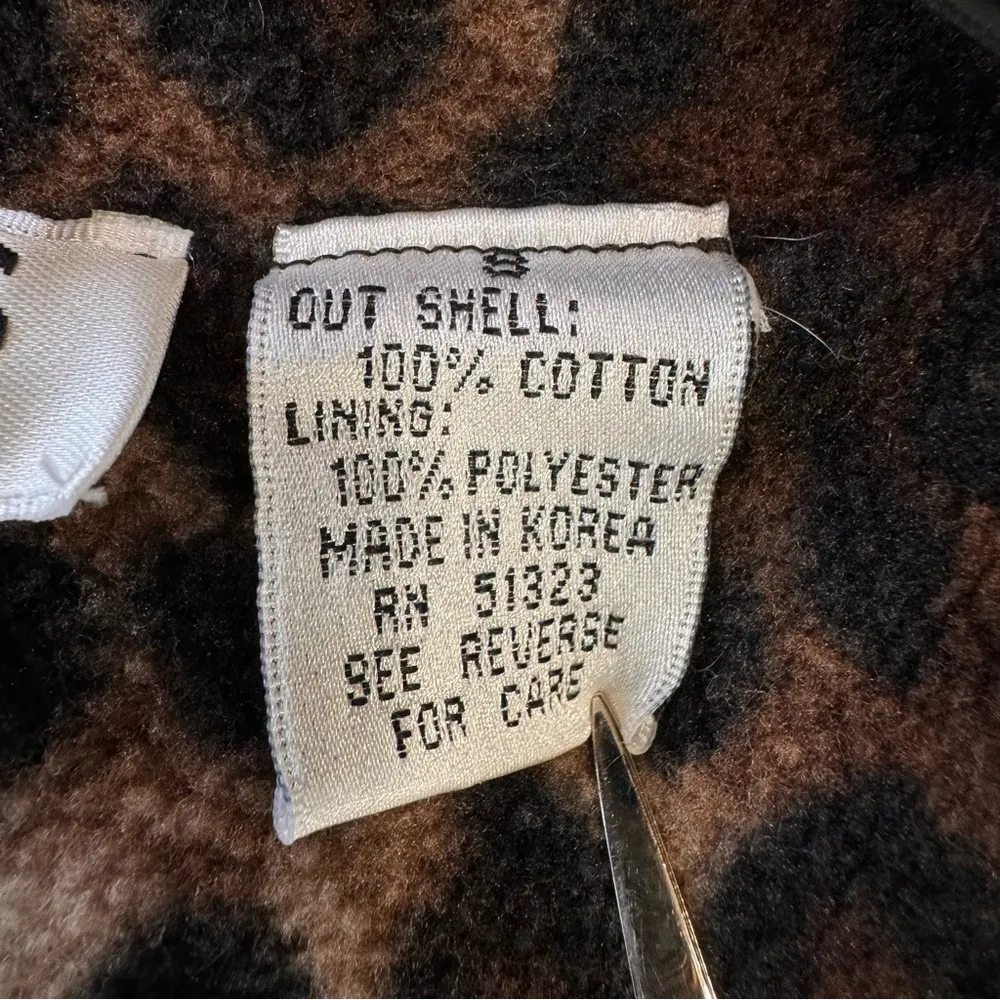 S
OUT SHELL:
100% COTTON
LINING:
100% POLYESTER
MADE IN KOREA
RN 51323
SEE REVERSE
FOR CARE